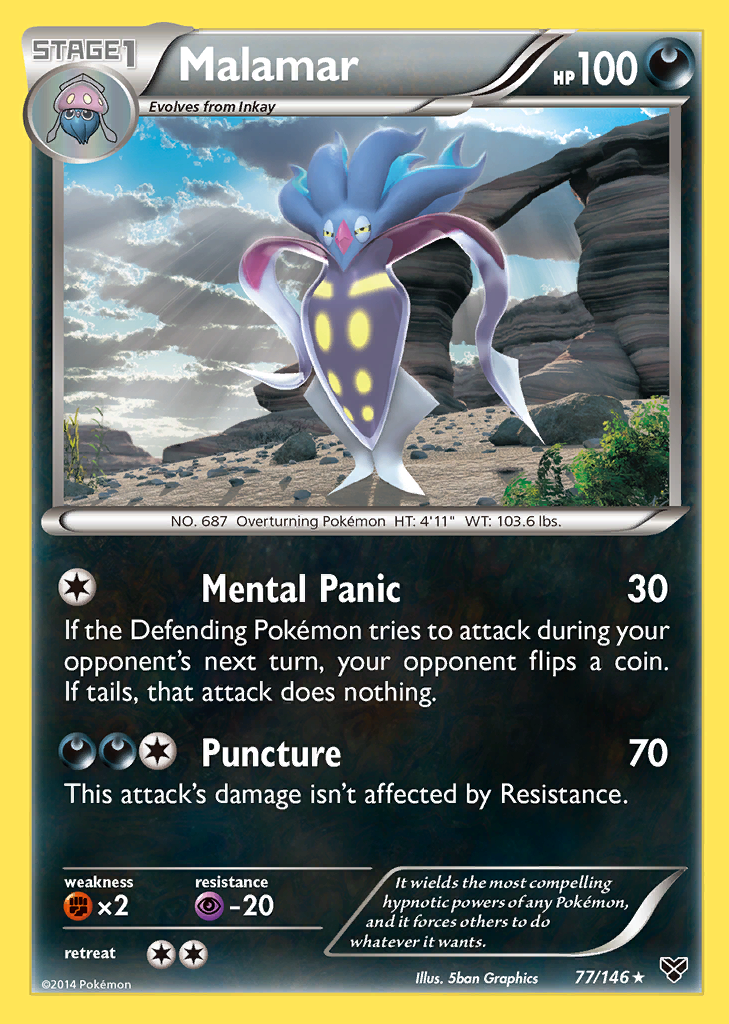 STAGE1
Malamar
HP100
Evolves from Inkay
NO. 687 Overturning Pokémon HT: 4'11" WT: 103.6 lbs.
Mental Panic 30
If the Defending Pokémon tries to attack during your
opponent's next turn, your opponent flips a coin.
If tails, that attack does nothing.
Puncture 70
This attack's damage isn't affected by Resistance.
weakness
×2
resistance
-20
retreat
It wields the most compelling
hypnotic powers of any Pokémon,
and it forces others to do
whatever it wants.
©2014 Pokémon
Illus. 5ban Graphics
77/146★